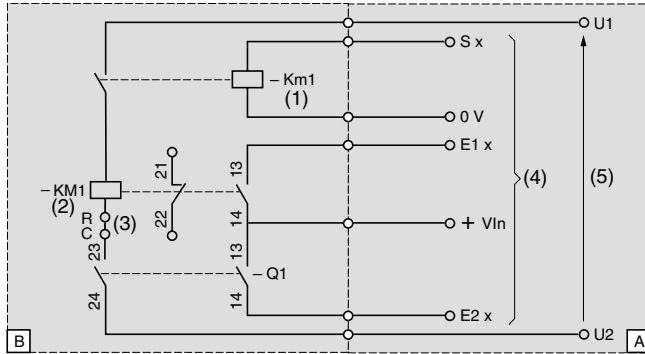 U1
S x
– Km1
(1)
0 V
E1 x
21
13
(4)
(5)
– KM1
(2)
R
(3)
C
22
14
+ VIn
23
13
– Q1
24
14
E2 x
U2
B
A